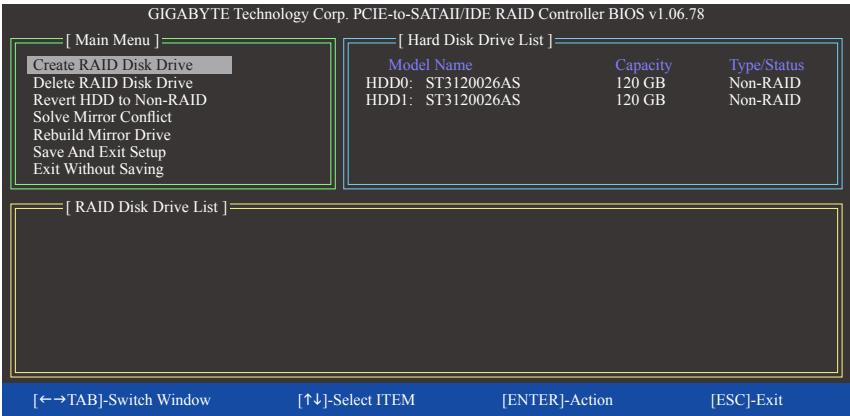 GIGABYTE Technology Corp. PCIE-to-SATAII/IDE RAID Controller BIOS v1.06.78
[ Main Menu ]
Create RAID Disk Drive
Delete RAID Disk Drive
Revert HDD to Non-RAID
Solve Mirror Conflict
Rebuild Mirror Drive
Save And Exit Setup
Exit Without Saving
[ Hard Disk Drive List ]
Model Name Capacity Type/Status
HDD0: ST3120026AS 120 GB Non-RAID
HDD1: ST3120026AS 120 GB Non-RAID
[ RAID Disk Drive List ]
[←→TAB]-Switch Window [↑↓]-Select ITEM [ENTER]-Action [ESC]-Exit